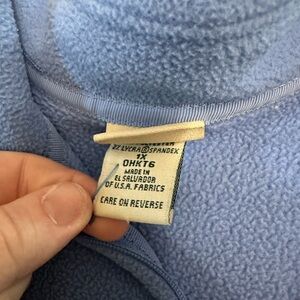 % LYCRA®SPANDEX
1X
OHKT6
MADE IN
EL SALVADOR
OF U.S.A. FABRICS
CARE ON REVERSE